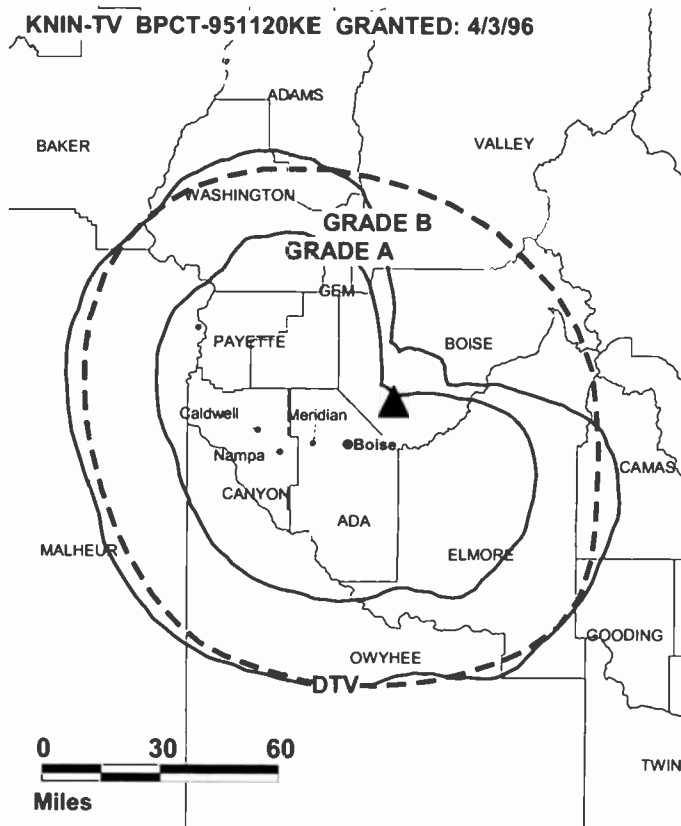 KNIN-TV BPCT-951120KE GRANTED: 4/3/96
ADAMS
BAKER
VALLEY
WASHINGTON
GRADE B
GRADE A
GEM
PAYETTE
BOISE
Caldwell
Meridian
Boise
Nampa
CAMAS
CANYON
ADA
MALHEUR
ELMORE
GOODING
OWYHEE
DTV
0 30 60
TWIN
Miles